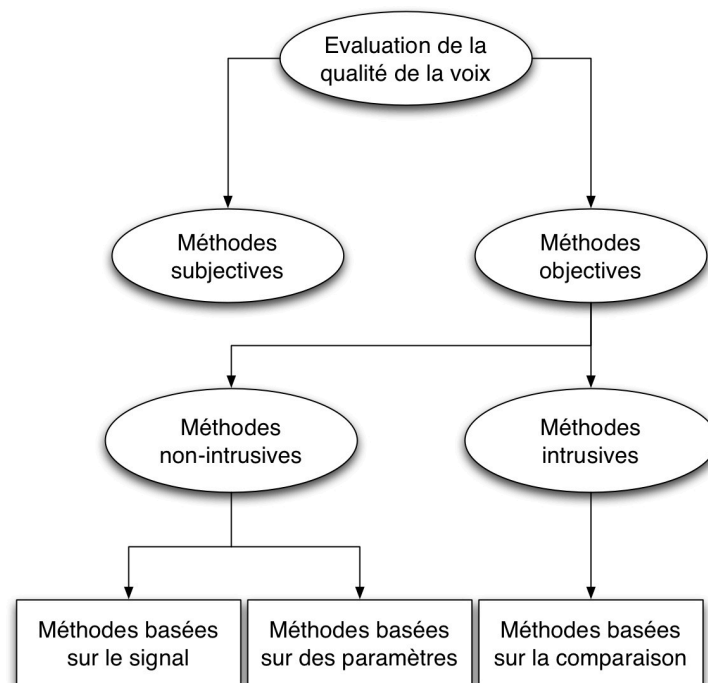 Evaluation de la
qualité de la voix
Méthodes
subjectives
Méthodes
objectives
Méthodes
non-intrusives
Méthodes
intrusives
Méthodes basées
sur le signal
Méthodes basées
sur des paramètres
Méthodes basées
sur la comparaison